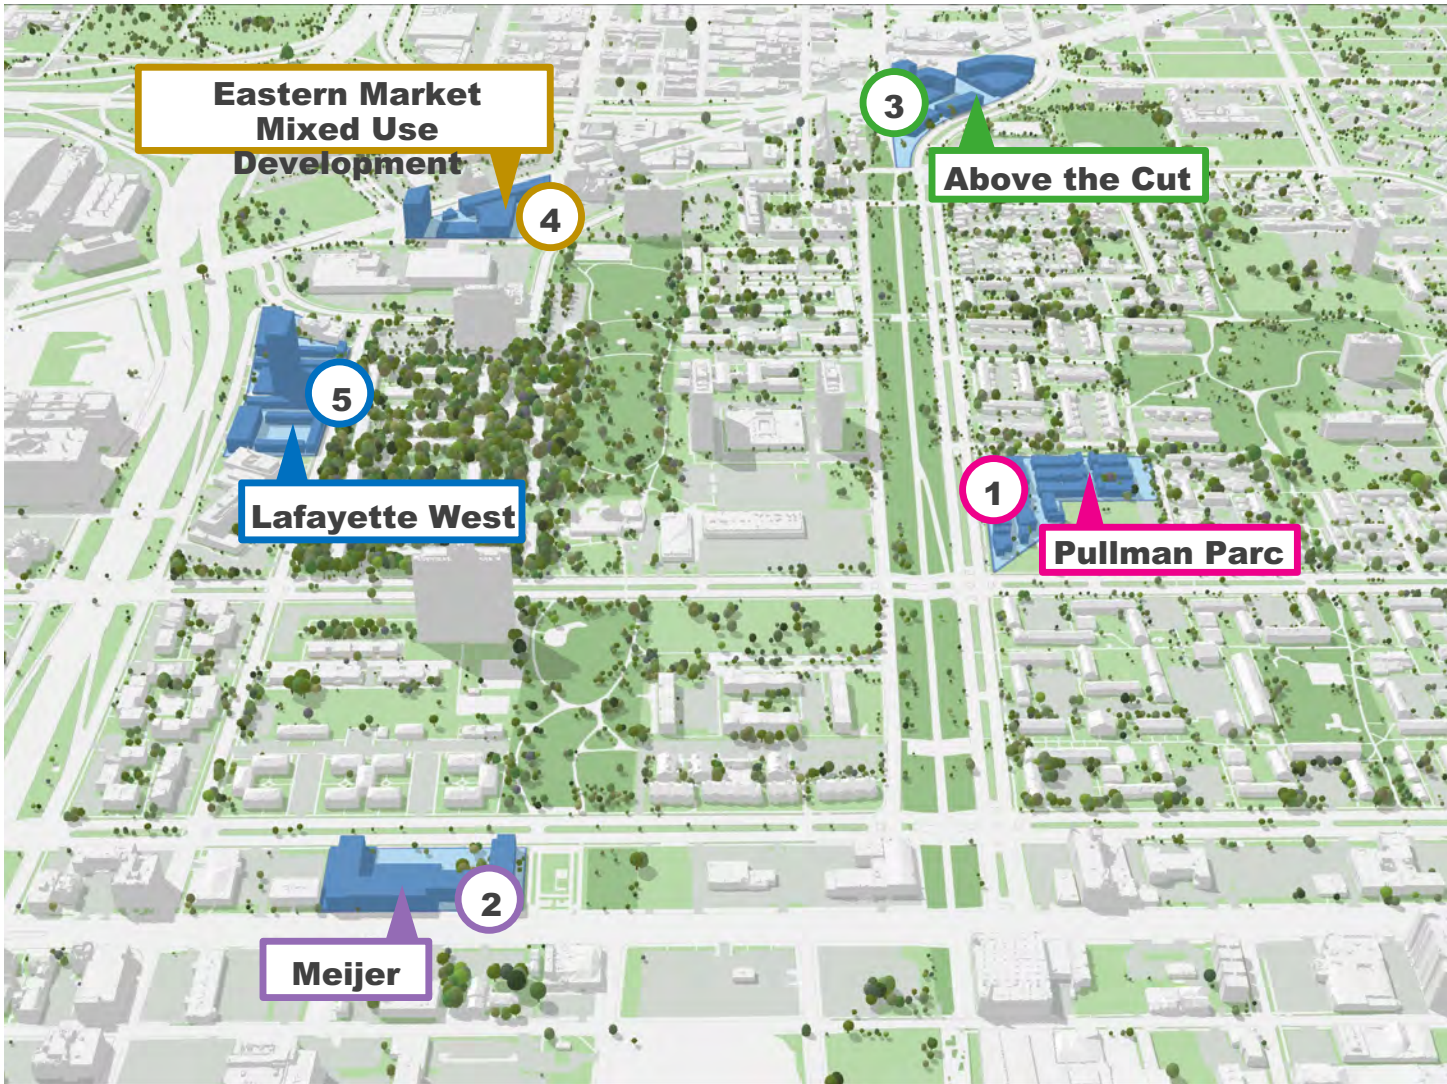 Eastern Market
Mixed Use
Development
3
Above the Cut
4
5
Lafayette West
1
Pullman Parc
2
Meijer